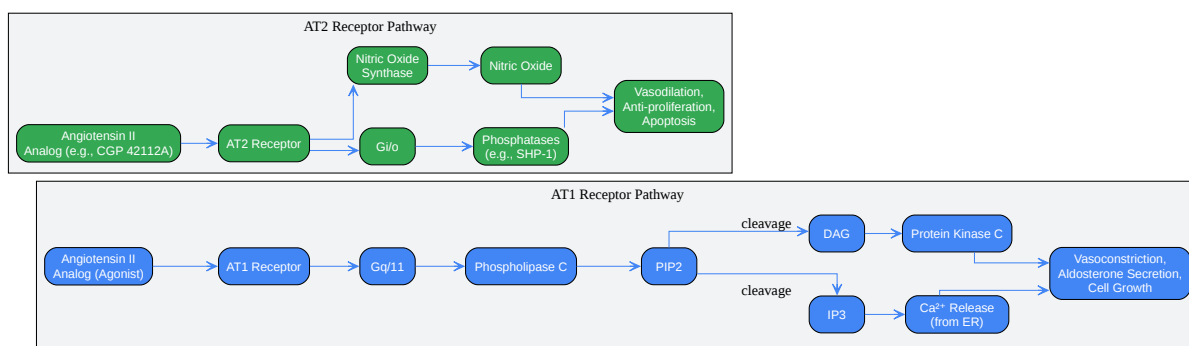 AT2 Receptor Pathway
Nitric Oxide
Synthase
Nitric Oxide
Vasodilation,
Anti-proliferation,
Apoptosis
Angiotensin II
Analog (e.g., CGP 42112A)
AT2 Receptor
Gi/o
Phosphatases
(e.g., SHP-1)
AT1 Receptor Pathway
cleavage
DAG
Protein Kinase C
Angiotensin II
Analog (Agonist)
AT1 Receptor
Gq/11
Phospholipase C
PIP2
Vasoconstriction,
Aldosterone Secretion,
Cell Growth
cleavage
IP3
Ca²⁺ Release
(from ER)